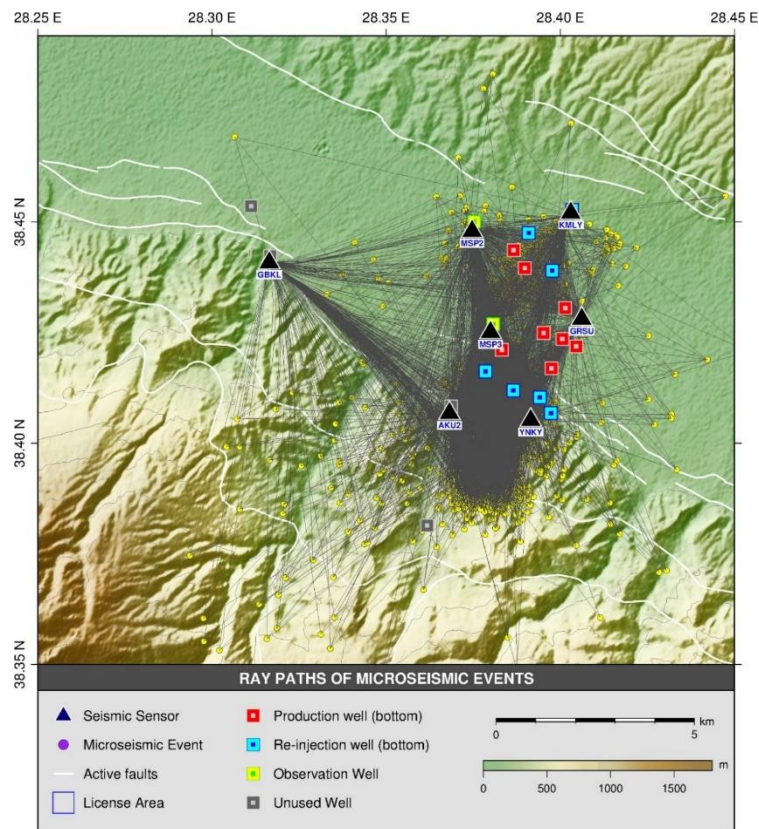 28.25 E 28.30 E 28.35 E 28.40 E 28.45 E
38.45 N
38.40 N
38.35 N
KMLY
MSP2
GBKL
GRSU
MSP3
AKU2
YNKY
RAY PATHS OF MICROSEISMIC EVENTS
Seismic Sensor
Microseismic Event
Active faults
License Area
Production well (bottom)
Re-injection well (bottom)
Observation Well
Unused Well
km
0 5
m
0 500 1000 1500